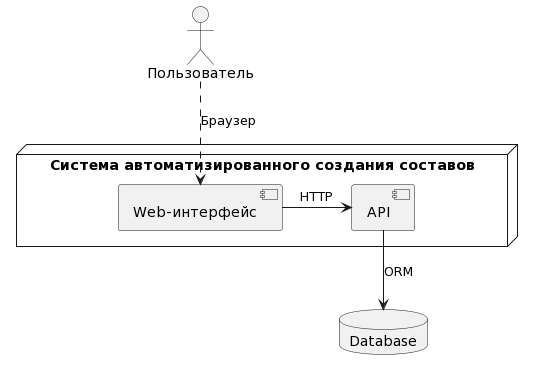 Пользователь
Браузер
Система автоматизированного создания составов
Web-интерфейс
HTTP
API
ORM
Database